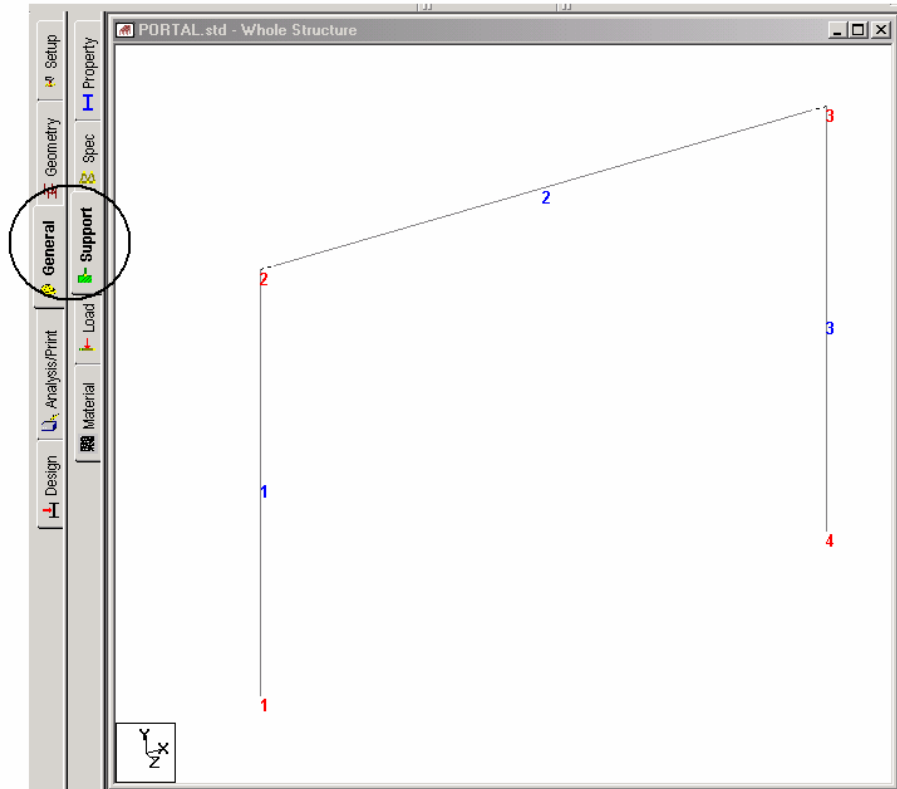 PORTAL.std - Whole Structure
Setup
Geometry
General
Analysis/Print
Design
Property
Spec
Support
Load
Material
3
2
2
3
1
4
1
Y
X
Z